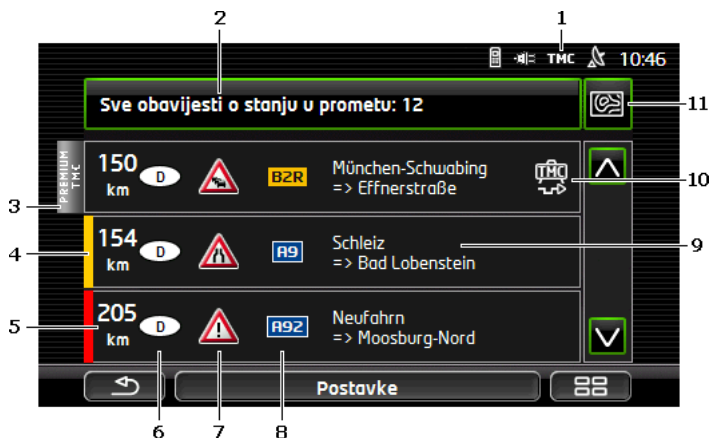 1
2
TMC 10:46
Sve obavijesti o stanju u prometu: 12
11
PREMIUM
TMC
150
km
D
B2R
München-Schwabing
=> Effnerstraße
TMC
10
3
154
km
D
A9
Schleiz
=> Bad Lobenstein
9
4
205
km
D
A92
Neufahrn
=> Moosburg-Nord
5
Postavke
6
7
8